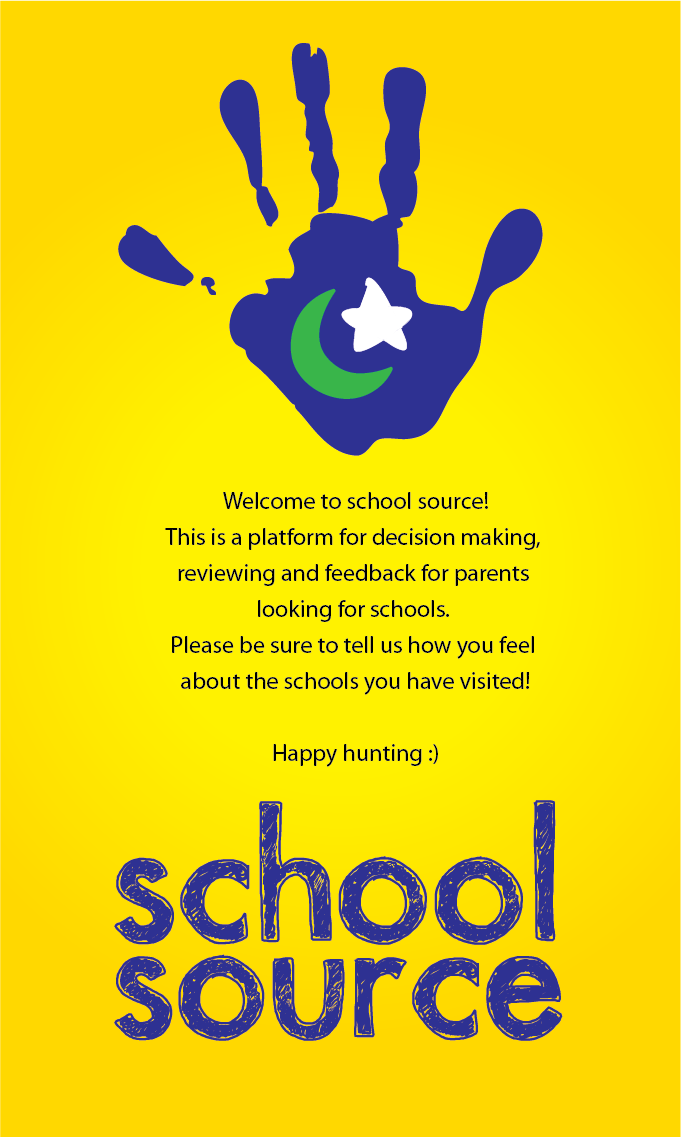 Welcome to school source!
This is a platform for decision making,
reviewing and feedback for parents
looking for schools.
Please be sure to tell us how you feel
about the schools you have visited!
Happy hunting :)
school
source